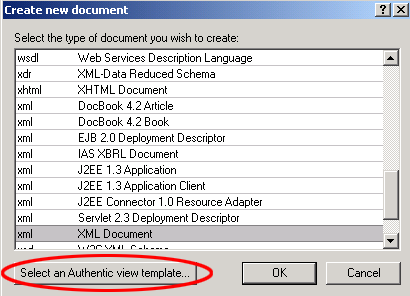 Create new document
Select the type of document you wish to create:
wsdl Web Services Description Language
xdr XML-Data Reduced Schema
xhtml XHTML Document
xml DocBook 4.2 Article
xml DocBook 4.2 Book
xml EJB 2.0 Deployment Descriptor
xml IAS XBRL Document
xml J2EE 1.3 Application
xml J2EE 1.3 Application Client
xml J2EE Connector 1.0 Resource Adapter
xml Servlet 2.3 Deployment Descriptor
xml XML Document
xsd W3C XML Schema
Select an Authentic view template...
OK
Cancel